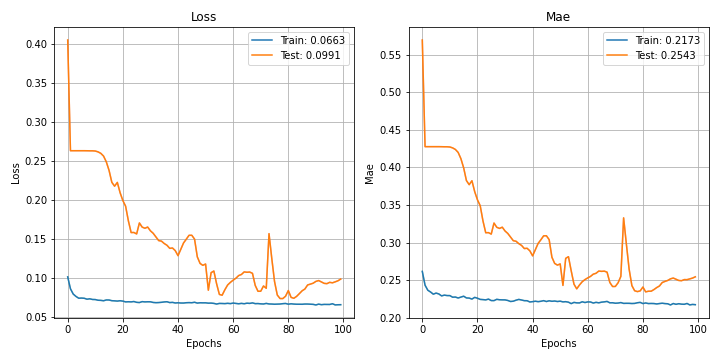 Loss
Train: 0.0663
Test: 0.0991
0.40
0.35
0.30
0.25
0.20
0.15
0.10
0.05
Loss
0
20
40
60
80
100
Epochs
Mae
Train: 0.2173
Test: 0.2543
0.55
0.50
0.45
0.40
0.35
0.30
0.25
0.20
Mae
0
20
40
60
80
100
Epochs